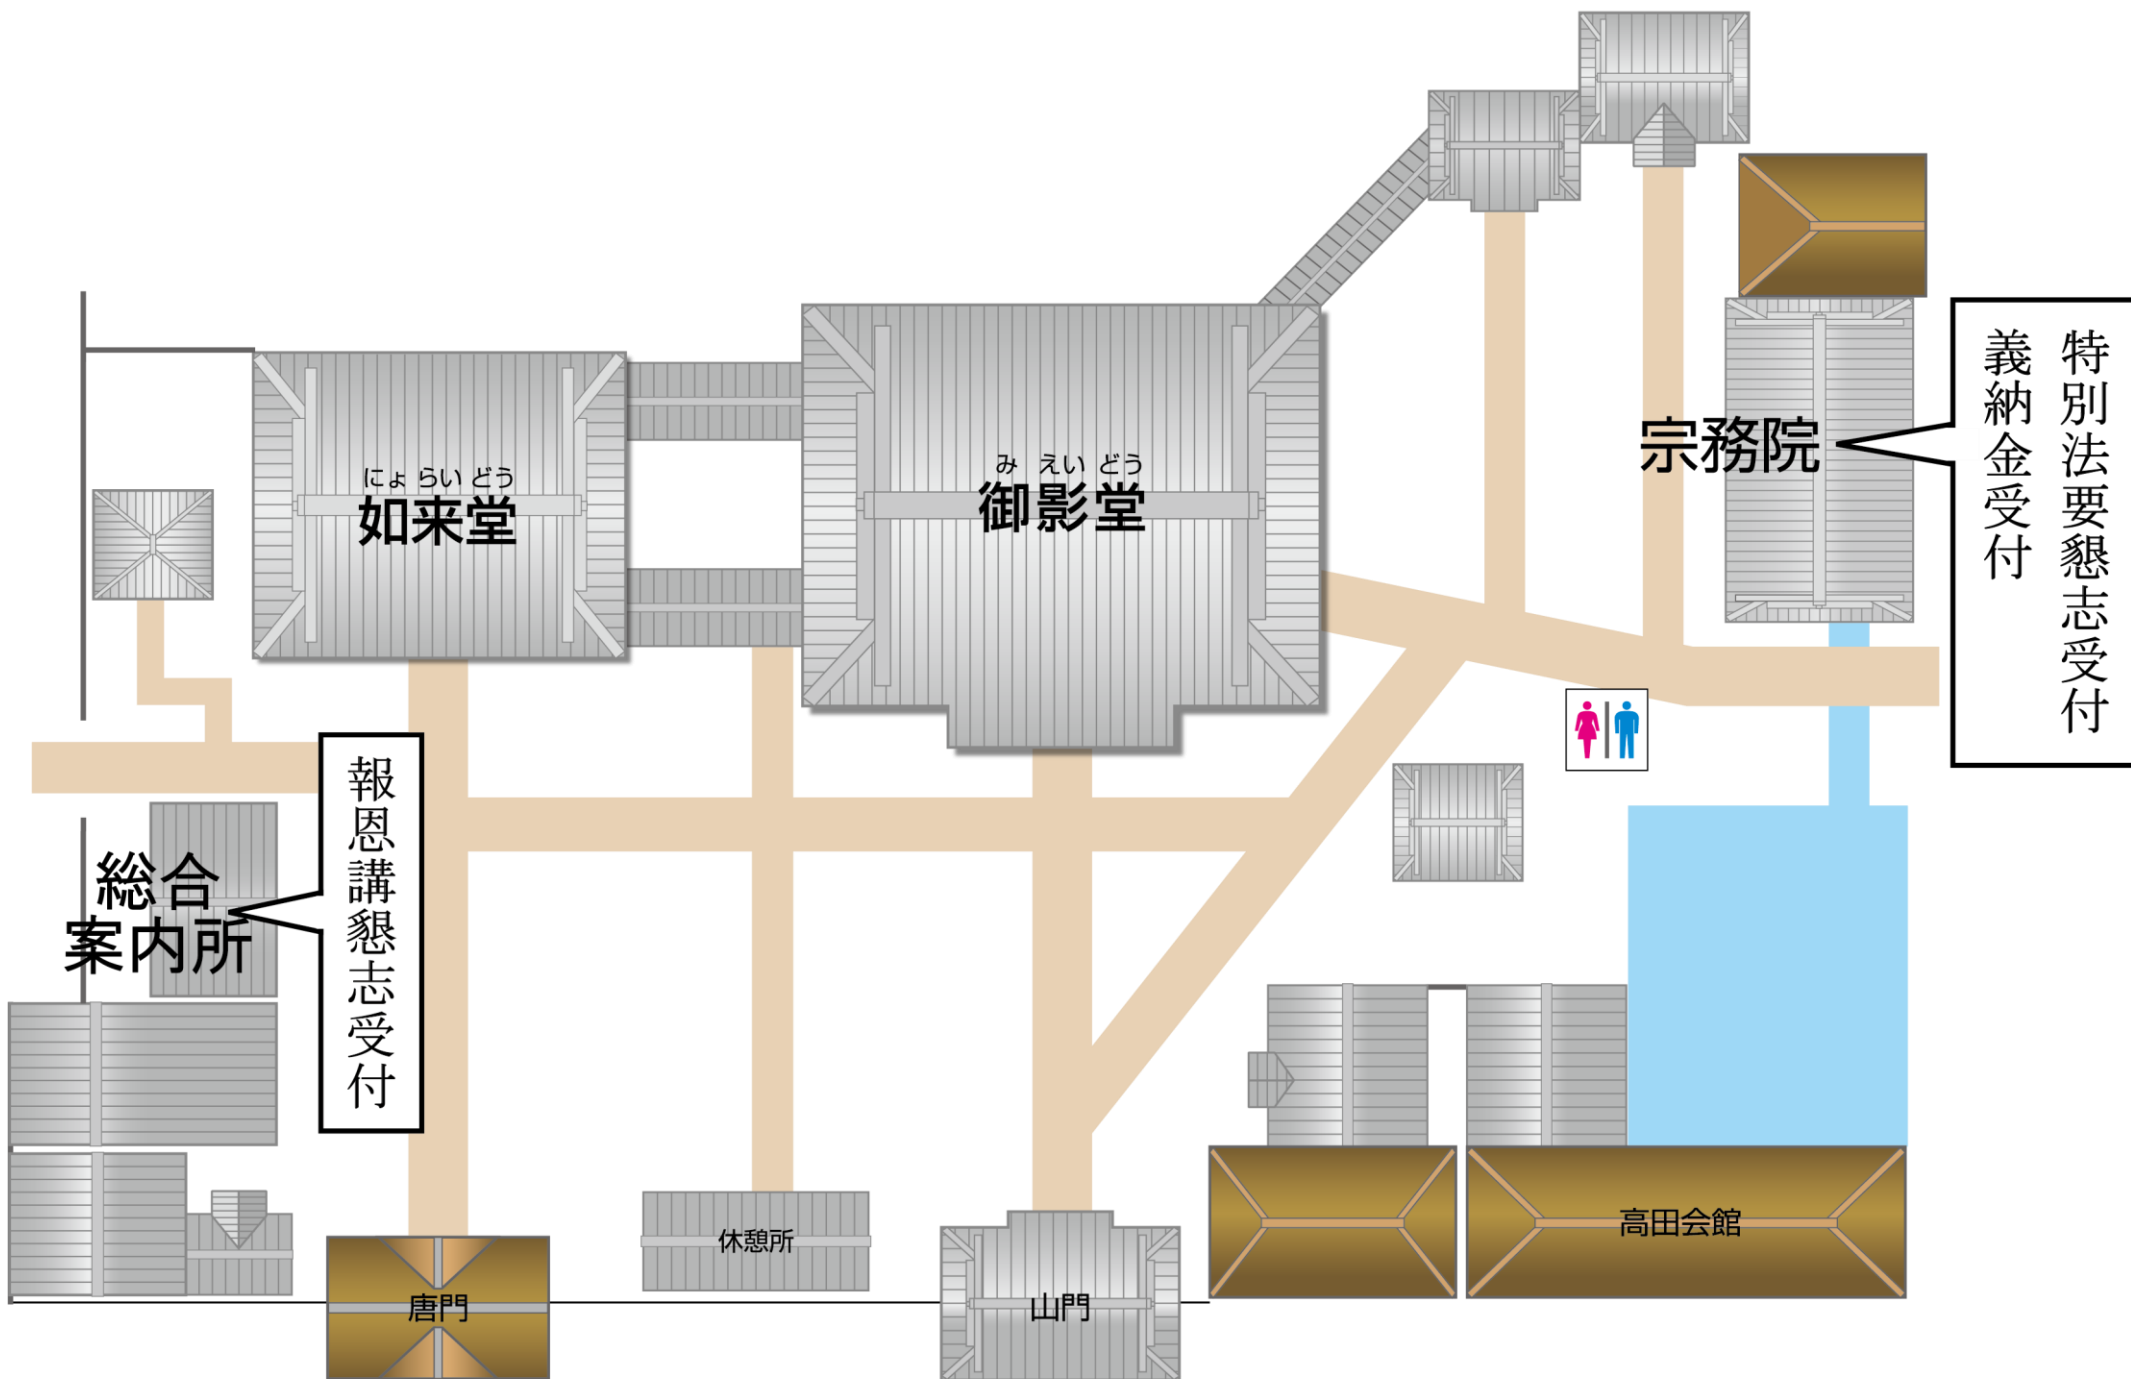 特別法要懇志受付
義納金受付
宗務院
にょ らい どう
如来堂
み えい どう
御影堂
報恩講懇志受付
総合
案内所
休憩所
高田会館
唐門
山門